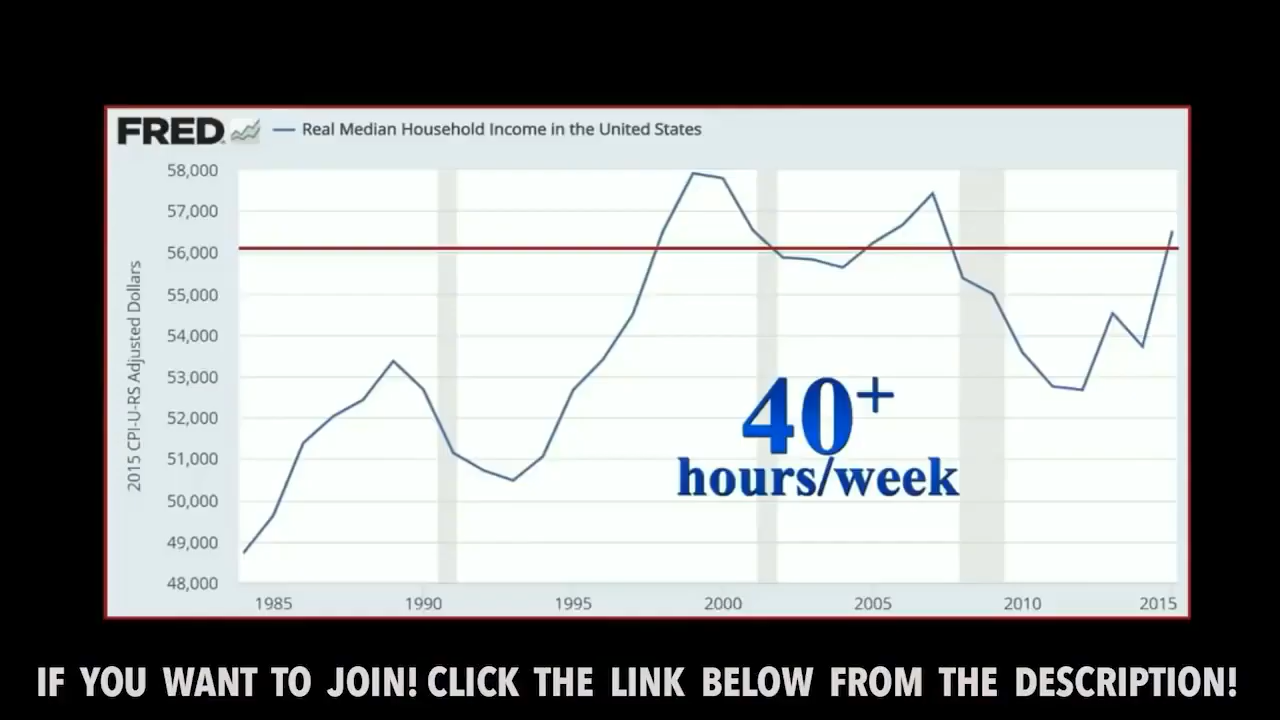 FRED
Real Median Household Income in the United States
58,000
57,000
56,000
55,000
54,000
53,000
52,000
51,000
50,000
49,000
48,000
2015 CPI-U-RS Adjusted Dollars
40+
hours/week
1985 1990 1995 2000 2005 2010 2015
IF YOU WANT TO JOIN! CLICK THE LINK BELOW FROM THE DESCRIPTION!